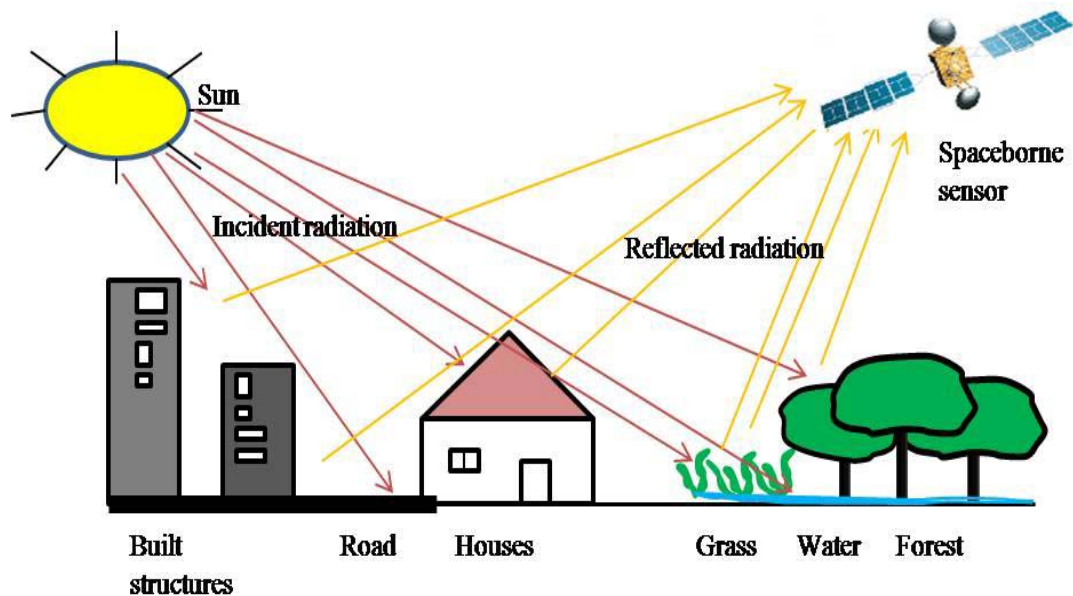 Sun
Spaceborne
sensor
Incident radiation
Reflected radiation
Built
structures
Road
Houses
Grass
Water
Forest